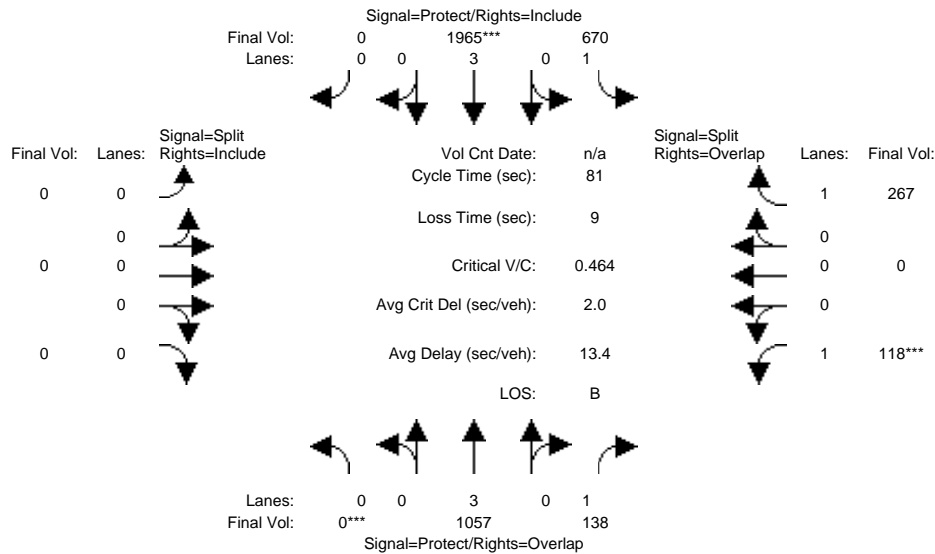 Signal=Protect/Rights=Include
Final Vol: 0 1965*** 670
Lanes: 0 0 3 0 1
Signal=Split Signal=Split
Final Vol: Lanes: Rights=Include Vol Cnt Date: n/a Rights=Overlap Lanes: Final Vol:
Cycle Time (sec): 81
0 0 1 267
Loss Time (sec): 9
0 0
0 0 Critical V/C: 0.464 0 0
0 Avg Crit Del (sec/veh): 2.0 0
0 0 Avg Delay (sec/veh): 13.4 1 118***
LOS: B
Lanes: 0 0 3 0 1
Final Vol: 0*** 1057 138
Signal=Protect/Rights=Overlap